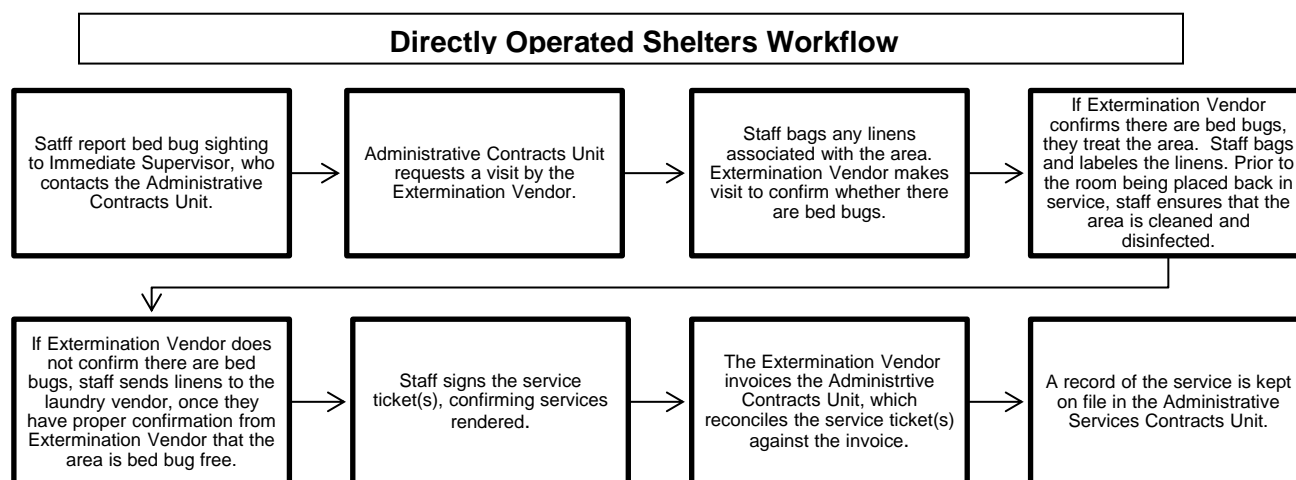 Directly Operated Shelters Workflow
Satff report bed bug sighting
to Immediate Supervisor, who
contacts the Administrative
Contracts Unit.
Administrative Contracts Unit
requests a visit by the
Extermination Vendor.
Staff bags any linens
associated with the area.
Extermination Vendor makes
visit to confirm whether there
are bed bugs.
If Extermination Vendor
confirms there are bed bugs,
they treat the area.  Staff bags
and labeles the linens. Prior to
the room being placed back in
service, staff ensures that the
area is cleaned and
disinfected.
If Extermination Vendor does
not confirm there are bed
bugs, staff sends linens to the
laundry vendor, once they
have proper confirmation from
Extermination Vendor that the
area is bed bug free.
Staff signs the service
ticket(s), confirming services
rendered.
The Extermination Vendor
invoices the Administrtive
Contracts Unit, which
reconciles the service ticket(s)
against the invoice.
A record of the service is kept
on file in the Administrative
Services Contracts Unit.